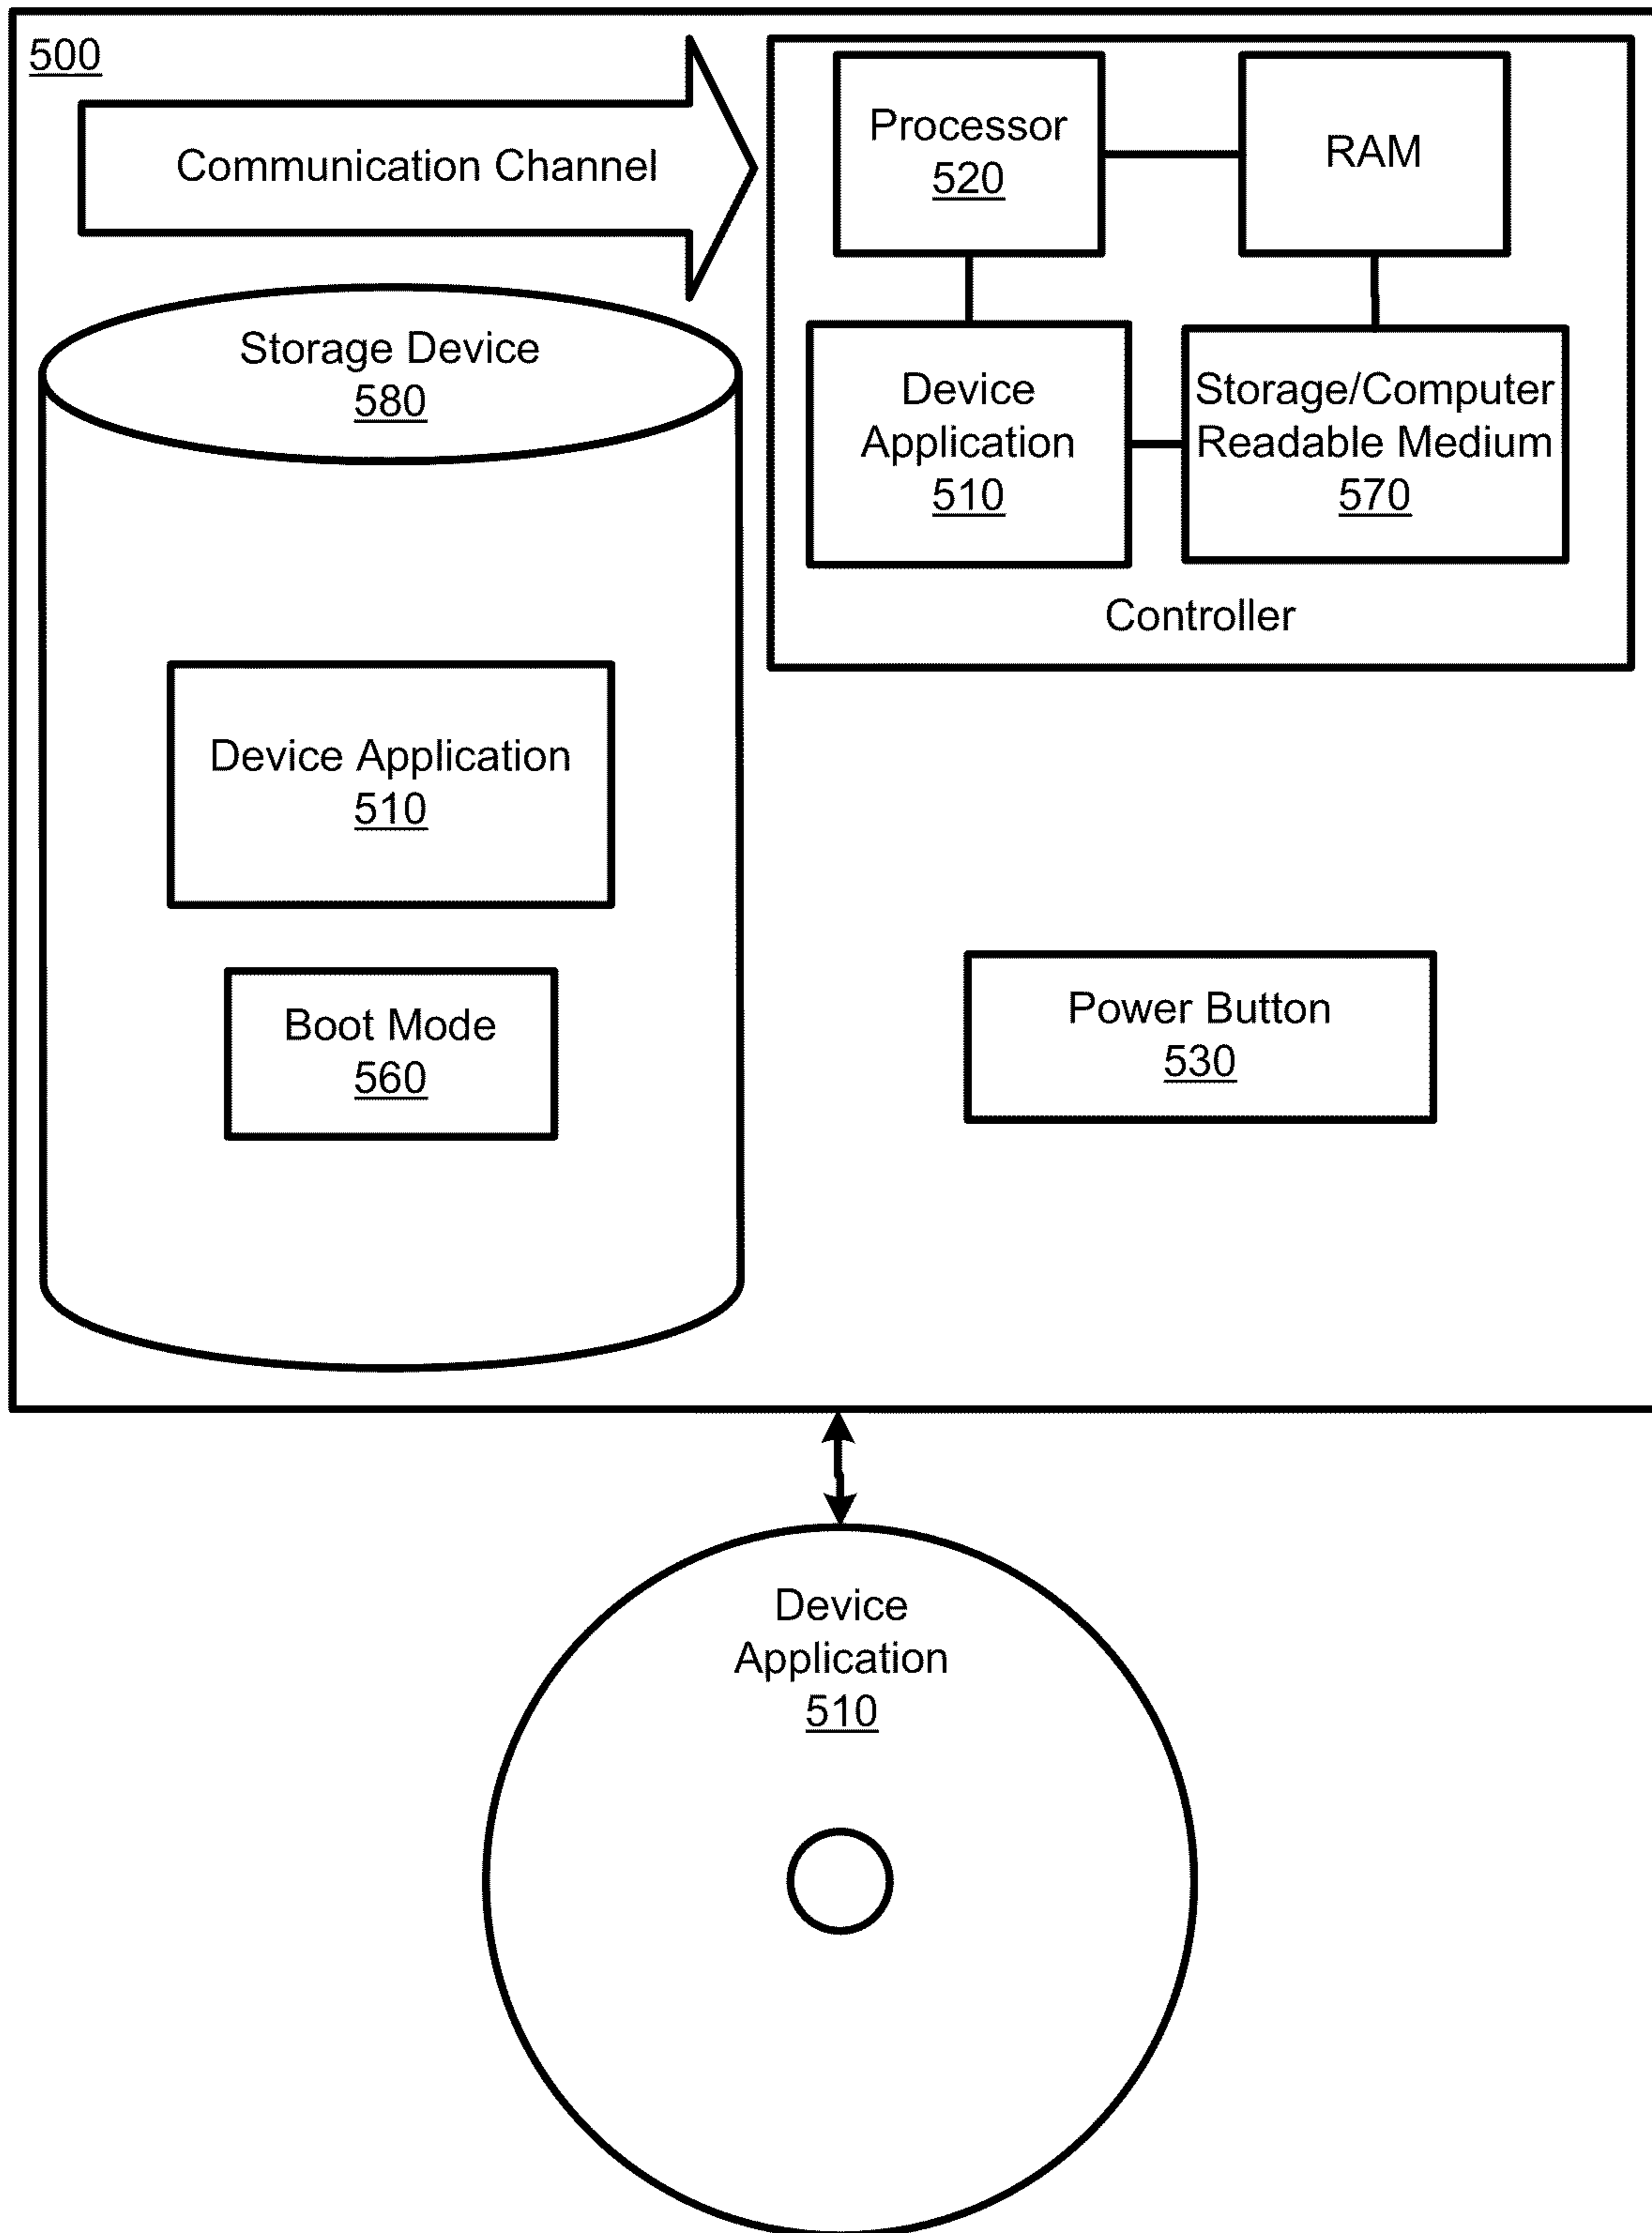 500
Communication Channel
Processor
520
RAM
Storage Device
580
Device
Application
510
Storage/Computer
Readable Medium
570
Controller
Device Application
510
Boot Mode
560
Power Button
530
Device
Application
510